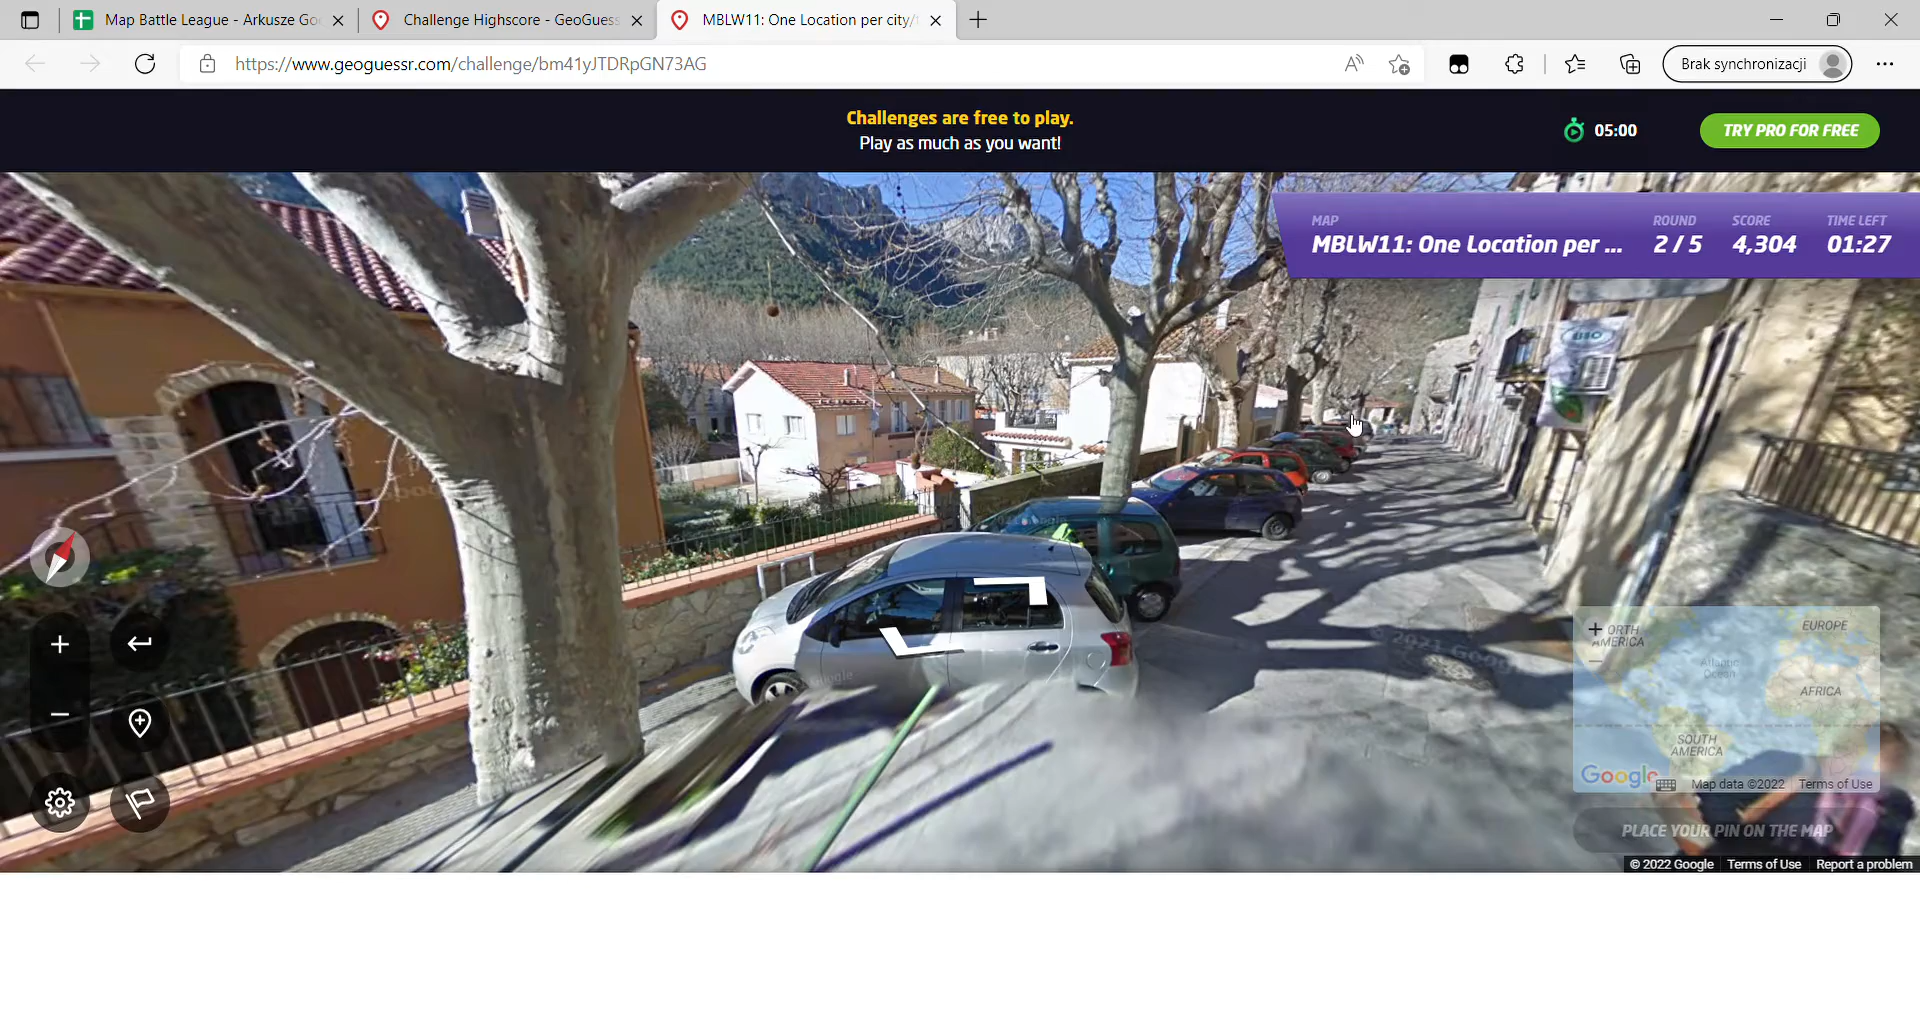 Map Battle League - Arkusze Go
Challenge Highscore - GeoGuess
MBLW11: One Location per city/
https://www.geoguessr.com/challenge/bm41yJTDRpGN73AG
Brak synchronizacji
Challenges are free to play.
Play as much as you want!
05:00
TRY PRO FOR FREE
MAP
MBLW11: One Location per ...
ROUND
2 / 5
SCORE
4,304
TIME LEFT
01:27
ORTH
AMERICA
EUROPE
Atlantic
Ocean
AFRICA
SOUTH
AMERICA
Google
Map data ©2022
Terms of Use
PLACE YOUR PIN ON THE MAP
© 2022 Google
Terms of Use
Report a problem